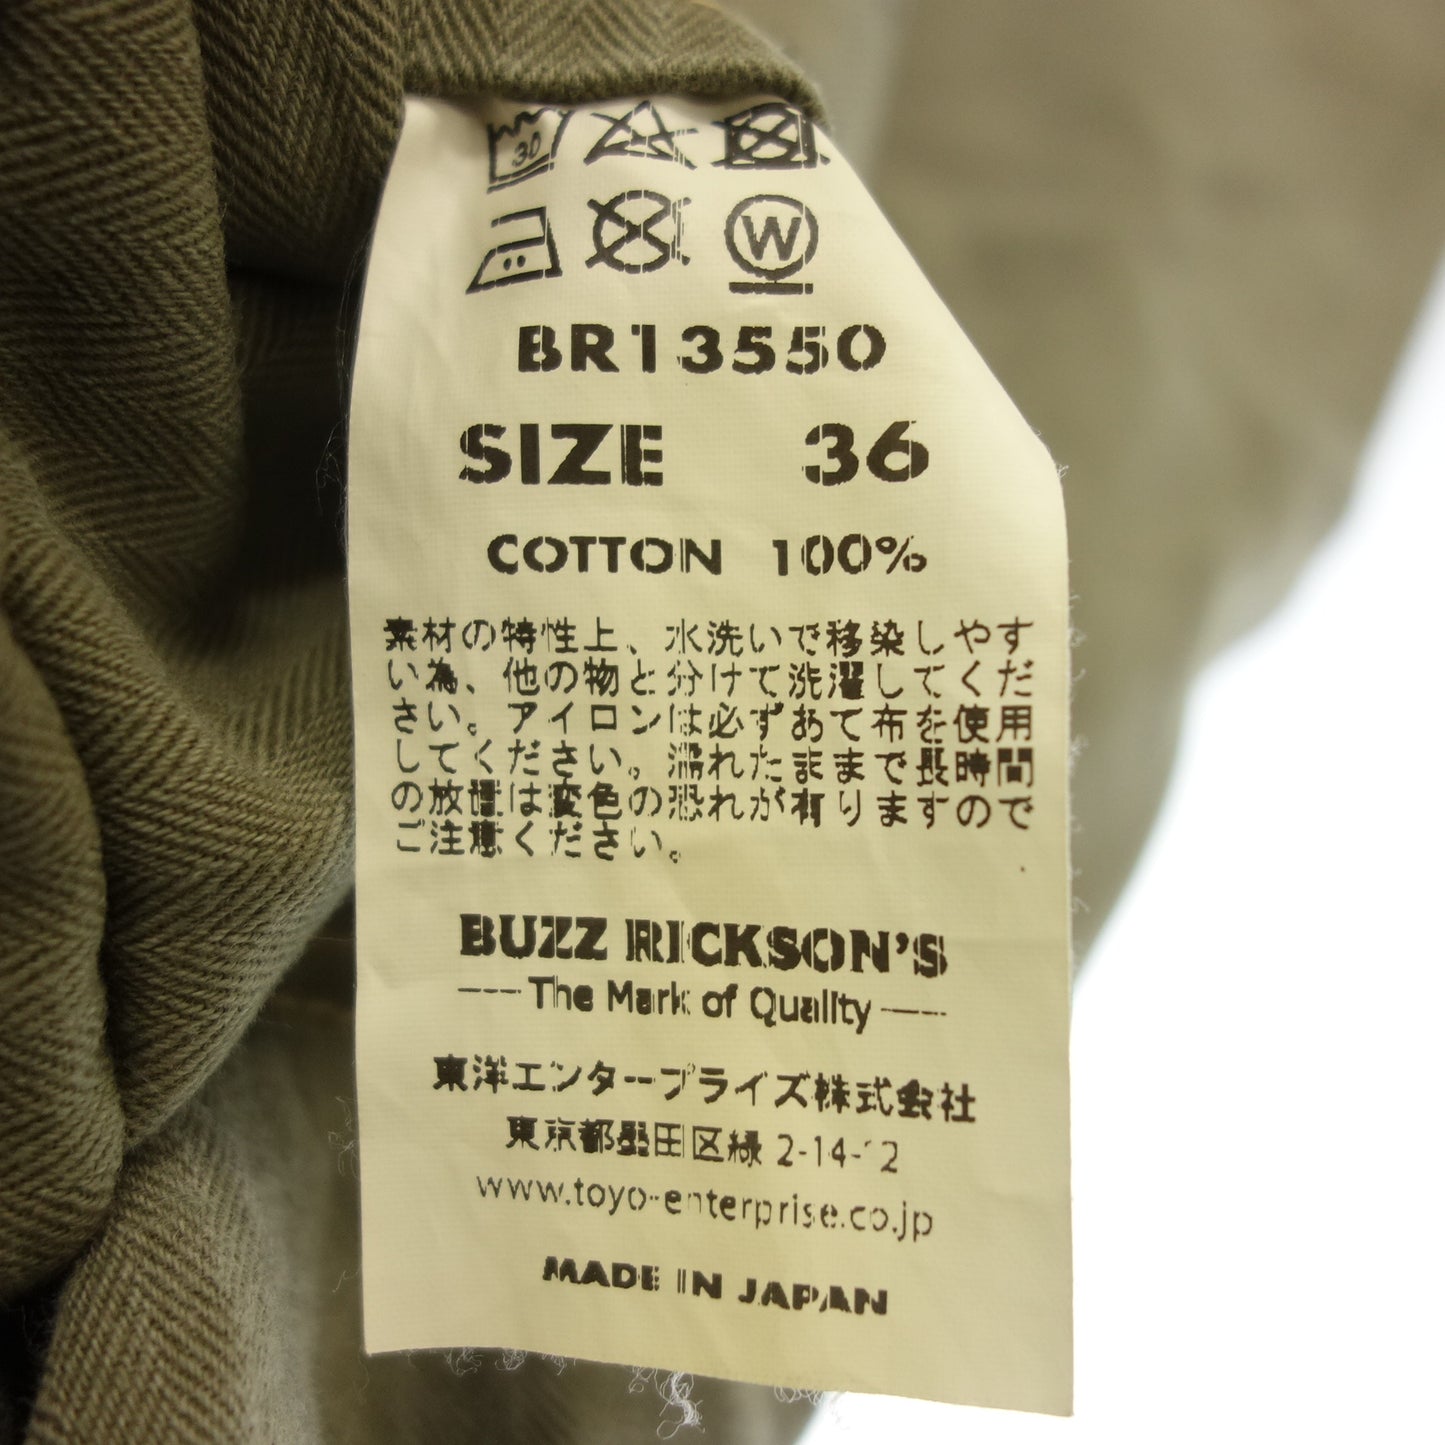 30
W
BR13550
SIZE 36
COTTON 100%
素材の特性上、水洗いで移染しやす
い為、他の物と分けて洗濯してくだ
さい。アイロンは必ずあて布を使用
してください。濡れたままで長時間
の放置は変色の恐れが有りますので
ご注意ください。
BUZZ RICKSON'S
The Mark of Quality
東洋エンタープライズ株式会社
東京都墨田区緑 2-14-12
www.toyo-enterprise.co.jp
MADE IN JAPAN